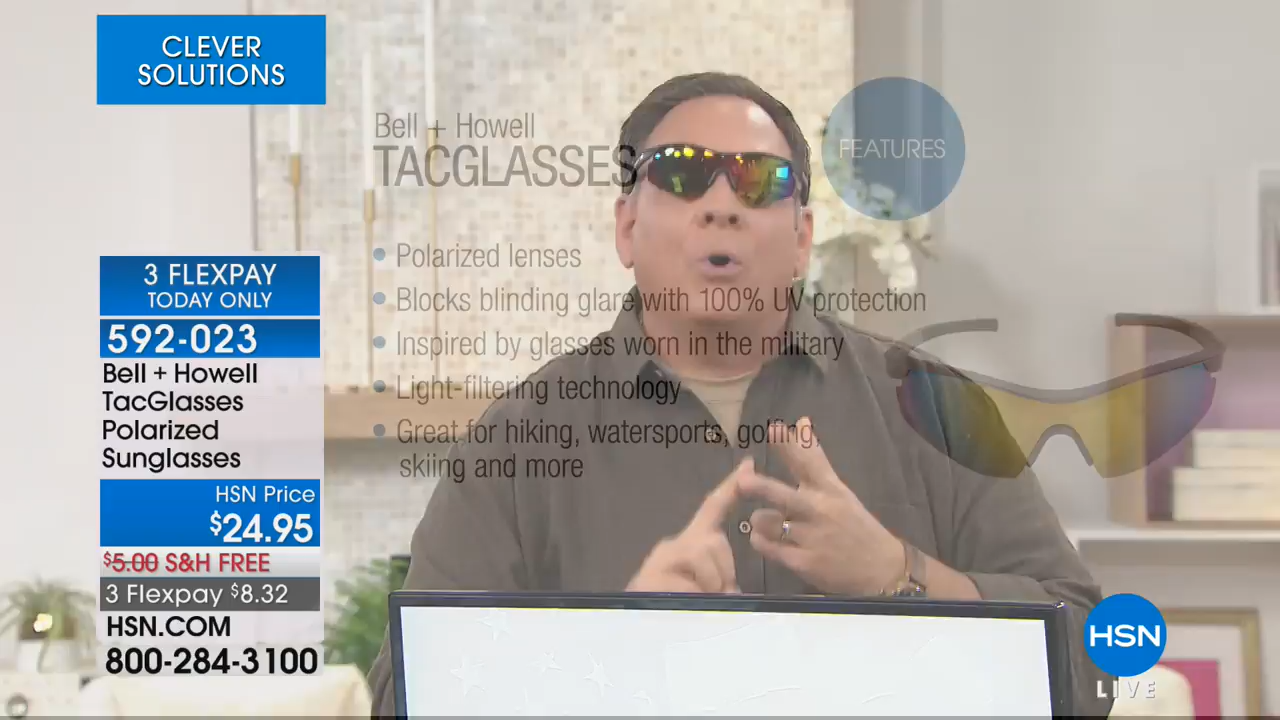 CLEVER
SOLUTIONS
Bell + Howell
TACGLASSES
FEATURES
Polarized lenses
Blocks blinding glare with 100% UV protection
Inspired by glasses worn in the military
Light-filtering technology
Great for hiking, watersports, golfing,
skiing and more
3 FLEXPAY
TODAY ONLY
592-023
Bell + Howell
TacGlasses
Polarized
Sunglasses
HSN Price
$24.95
$5.00 S&H FREE
3 Flexpay $8.32
HSN.COM
800-284-3100
HSN
LIVE